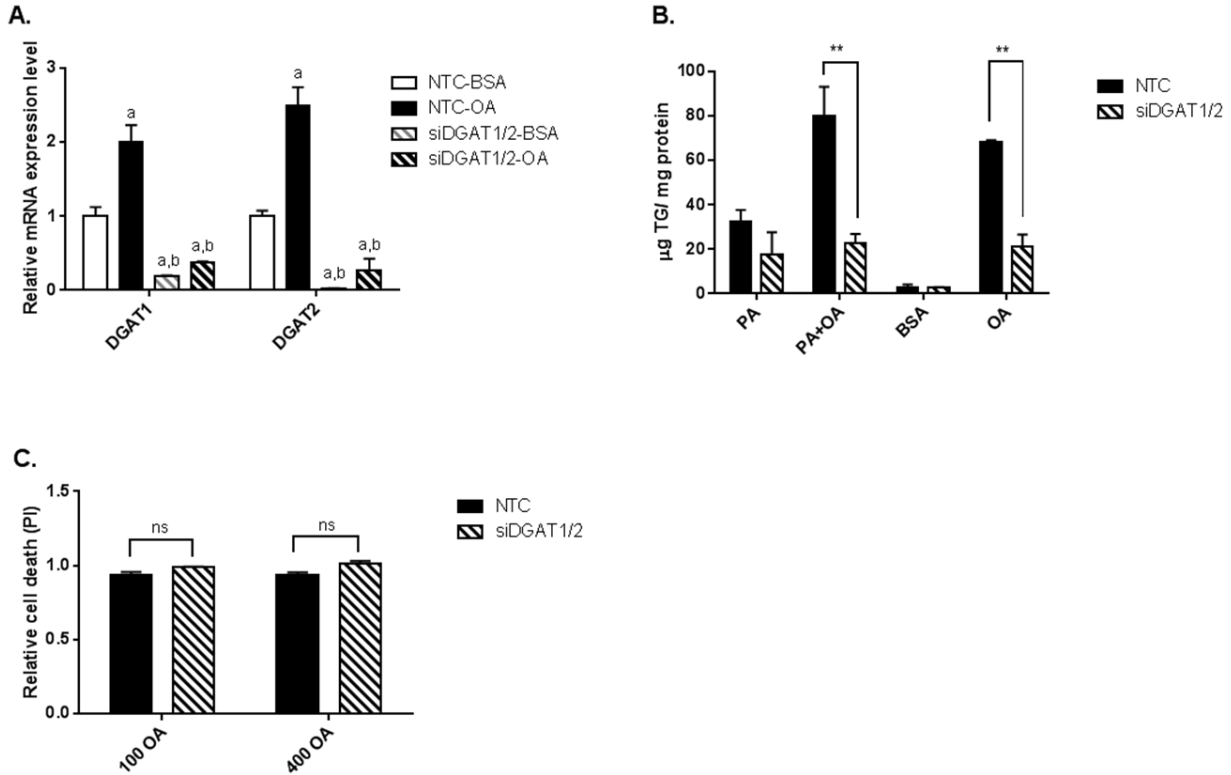 A.
Relative mRNA expression level
3
2
1
0
a
a,b
a,b
a
a,b
a,b
DGAT1
DGAT2
NTC-BSA
NTC-OA
siDGAT1/2-BSA
siDGAT1/2-OA
B.
µg TG/ mg protein
100
80
60
40
20
0
**
**
PA
PA+OA
BSA
OA
NTC
siDGAT1/2
C.
Relative cell death (PI)
1.5
1.0
0.5
0.0
ns
ns
100 OA
400 OA
NTC
siDGAT1/2